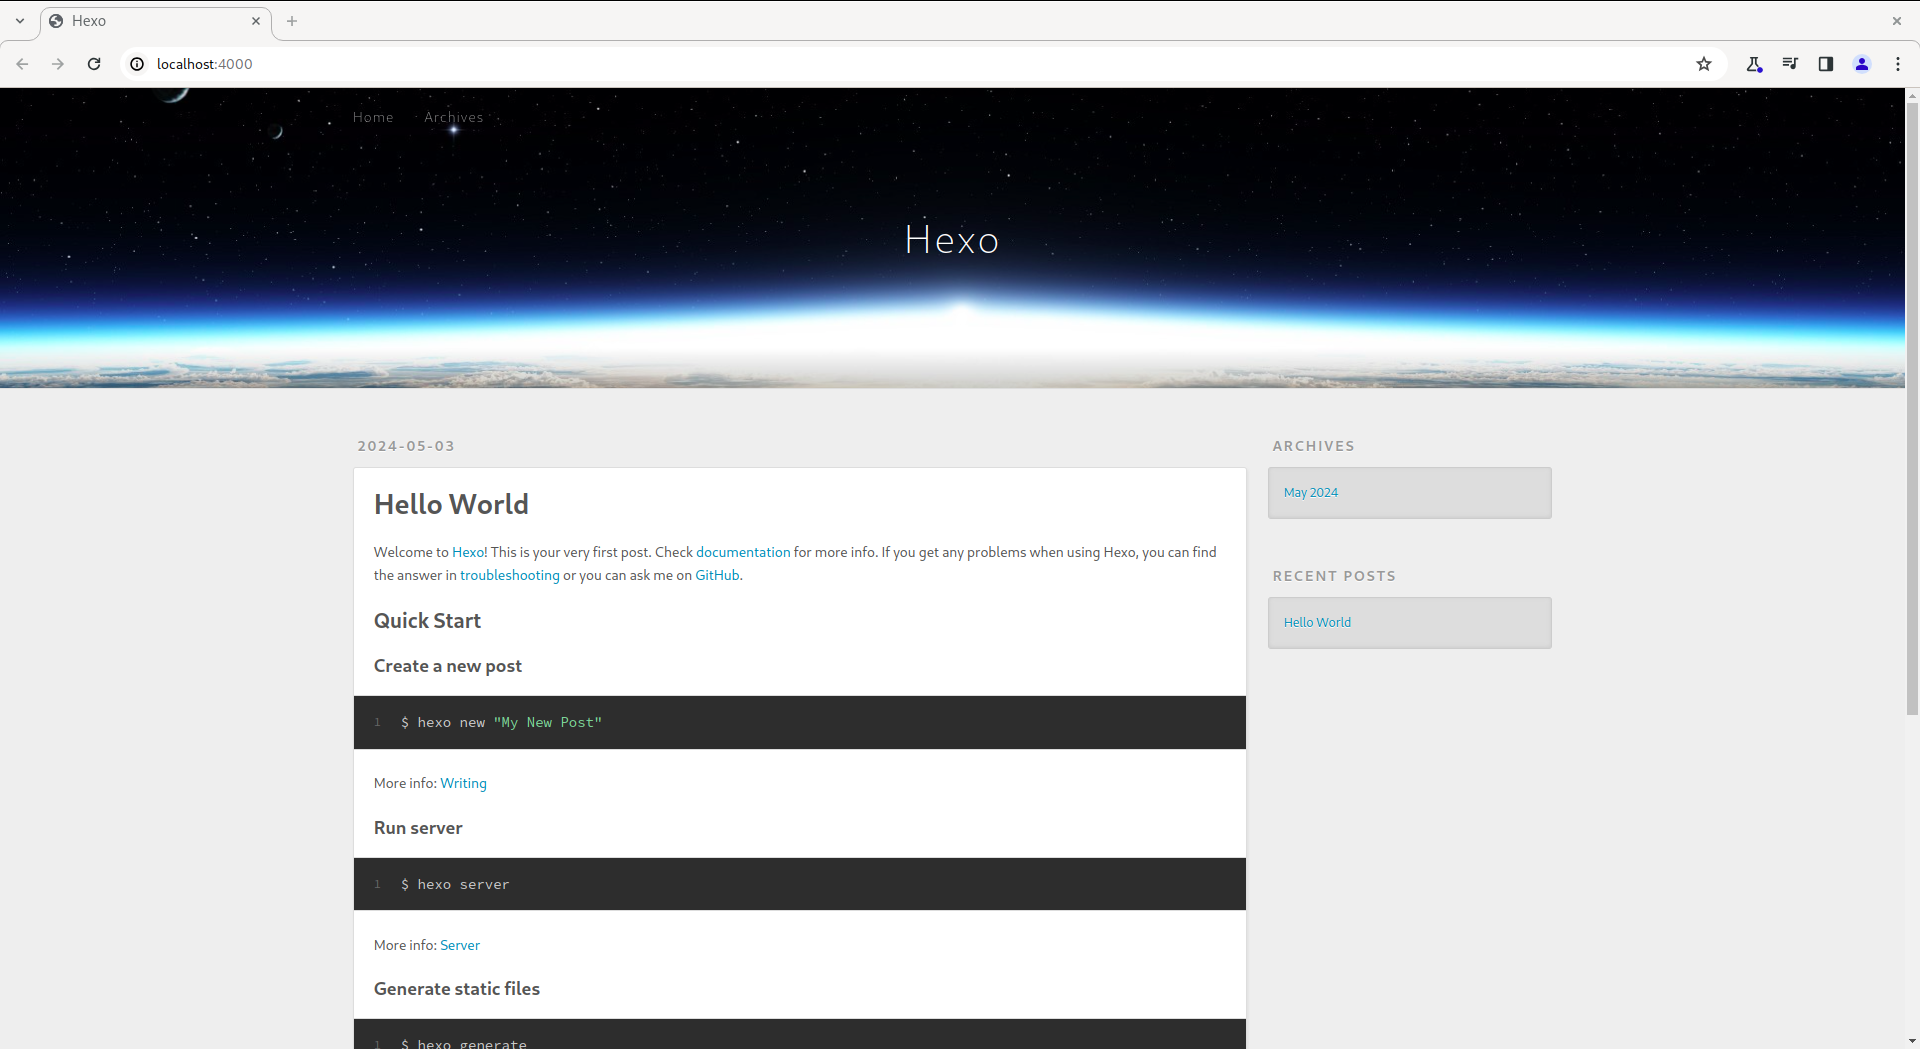 Hexo
localhost:4000
Home Archives
Hexo
2024-05-03
Hello World
Welcome to Hexo! This is your very first post. Check documentation for more info. If you get any problems when using Hexo, you can find
the answer in troubleshooting or you can ask me on GitHub.
Quick Start
Create a new post
1 $ hexo new "My New Post"
More info: Writing
Run server
1 $ hexo server
More info: Server
Generate static files
1 $ hexo generate
ARCHIVES
May 2024
RECENT POSTS
Hello World